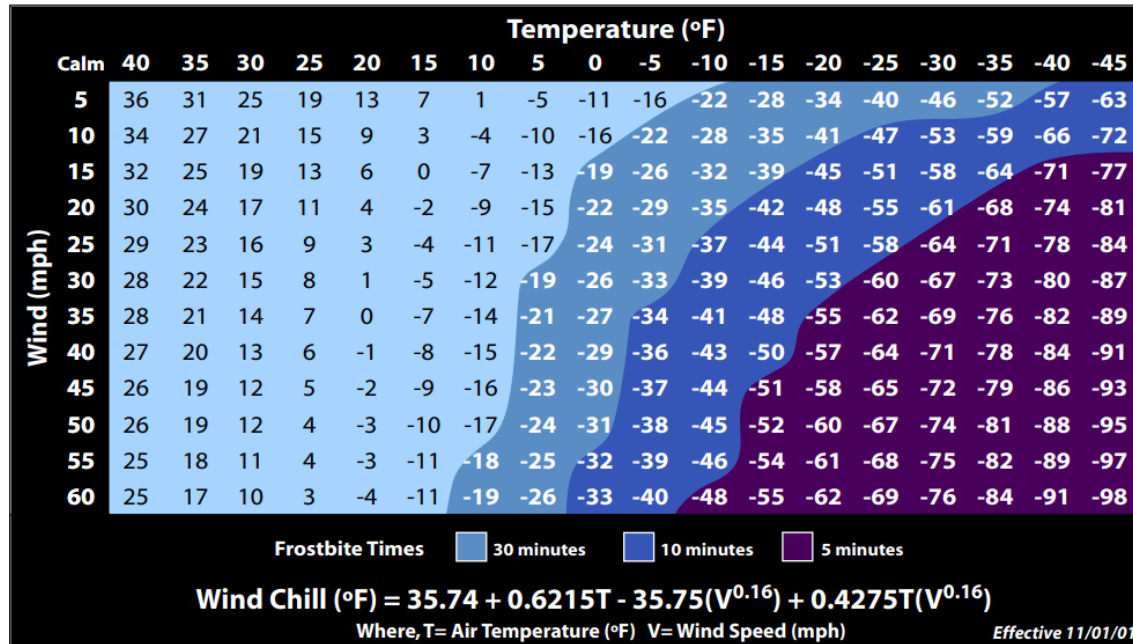 Temperature (ºF)
Calm 40 35 30 25 20 15 10 5 0 -5 -10 -15 -20 -25 -30 -35 -40 -45
5 36 31 25 19 13 7 1 -5 -11 -16 -22 -28 -34 -40 -46 -52 -57 -63
10 34 27 21 15 9 3 -4 -10 -16 -22 -28 -35 -41 -47 -53 -59 -66 -72
15 32 25 19 13 6 0 -7 -13 -19 -26 -32 -39 -45 -51 -58 -64 -71 -77
20 30 24 17 11 4 -2 -9 -15 -22 -29 -35 -42 -48 -55 -61 -68 -74 -81
25 29 23 16 9 3 -4 -11 -17 -24 -31 -37 -44 -51 -58 -64 -71 -78 -84
30 28 22 15 8 1 -5 -12 -19 -26 -33 -39 -46 -53 -60 -67 -73 -80 -87
35 28 21 14 7 0 -7 -14 -21 -27 -34 -41 -48 -55 -62 -69 -76 -82 -89
40 27 20 13 6 -1 -8 -15 -22 -29 -36 -43 -50 -57 -64 -71 -78 -84 -91
45 26 19 12 5 -2 -9 -16 -23 -30 -37 -44 -51 -58 -65 -72 -79 -86 -93
50 26 19 12 4 -3 -10 -17 -24 -31 -38 -45 -52 -60 -67 -74 -81 -88 -95
55 25 18 11 4 -3 -11 -18 -25 -32 -39 -46 -54 -61 -68 -75 -82 -89 -97
60 25 17 10 3 -4 -11 -19 -26 -33 -40 -48 -55 -62 -69 -76 -84 -91 -98
Wind (mph)
Frostbite Times 30 minutes 10 minutes 5 minutes
Wind Chill (ºF) = 35.74 + 0.6215T - 35.75(V⁰·¹⁶) + 0.4275T(V⁰·¹⁶)
Where, T= Air Temperature (ºF) V= Wind Speed (mph) Effective 11/01/01